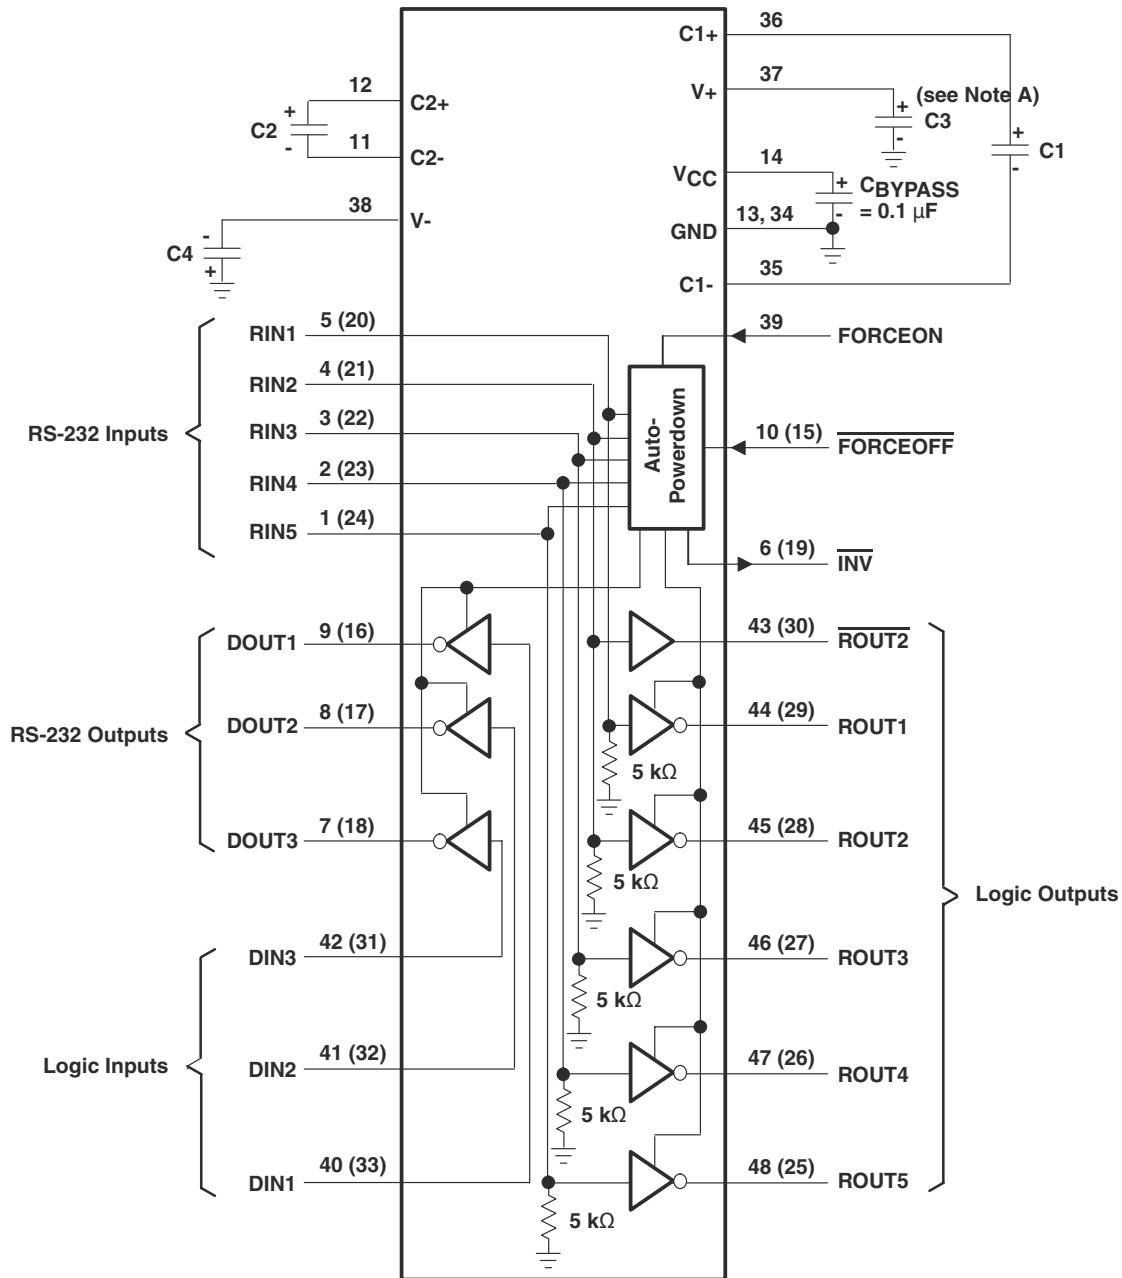 C1+
36
V+
37
(see Note A)
C3
+
-
C1
+
-
12
C2+
C2
+
-
11
C2-
VCC
14
+
-
CBYPASS
= 0.1 µF
38
V-
C4
-
+
GND
13, 34
C1-
35
RS-232 Inputs
RIN1
5 (20)
RIN2
4 (21)
RIN3
3 (22)
RIN4
2 (23)
RIN5
1 (24)
Auto-
Powerdown
39
FORCEON
10 (15)
FORCEOFF
6 (19)
INV
RS-232 Outputs
DOUT1
9 (16)
DOUT2
8 (17)
DOUT3
7 (18)
Logic Inputs
DIN3
42 (31)
DIN2
41 (32)
DIN1
40 (33)
43 (30)
ROUT2
44 (29)
ROUT1
5 kΩ
45 (28)
ROUT2
5 kΩ
46 (27)
ROUT3
5 kΩ
47 (26)
ROUT4
5 kΩ
48 (25)
ROUT5
5 kΩ
Logic Outputs